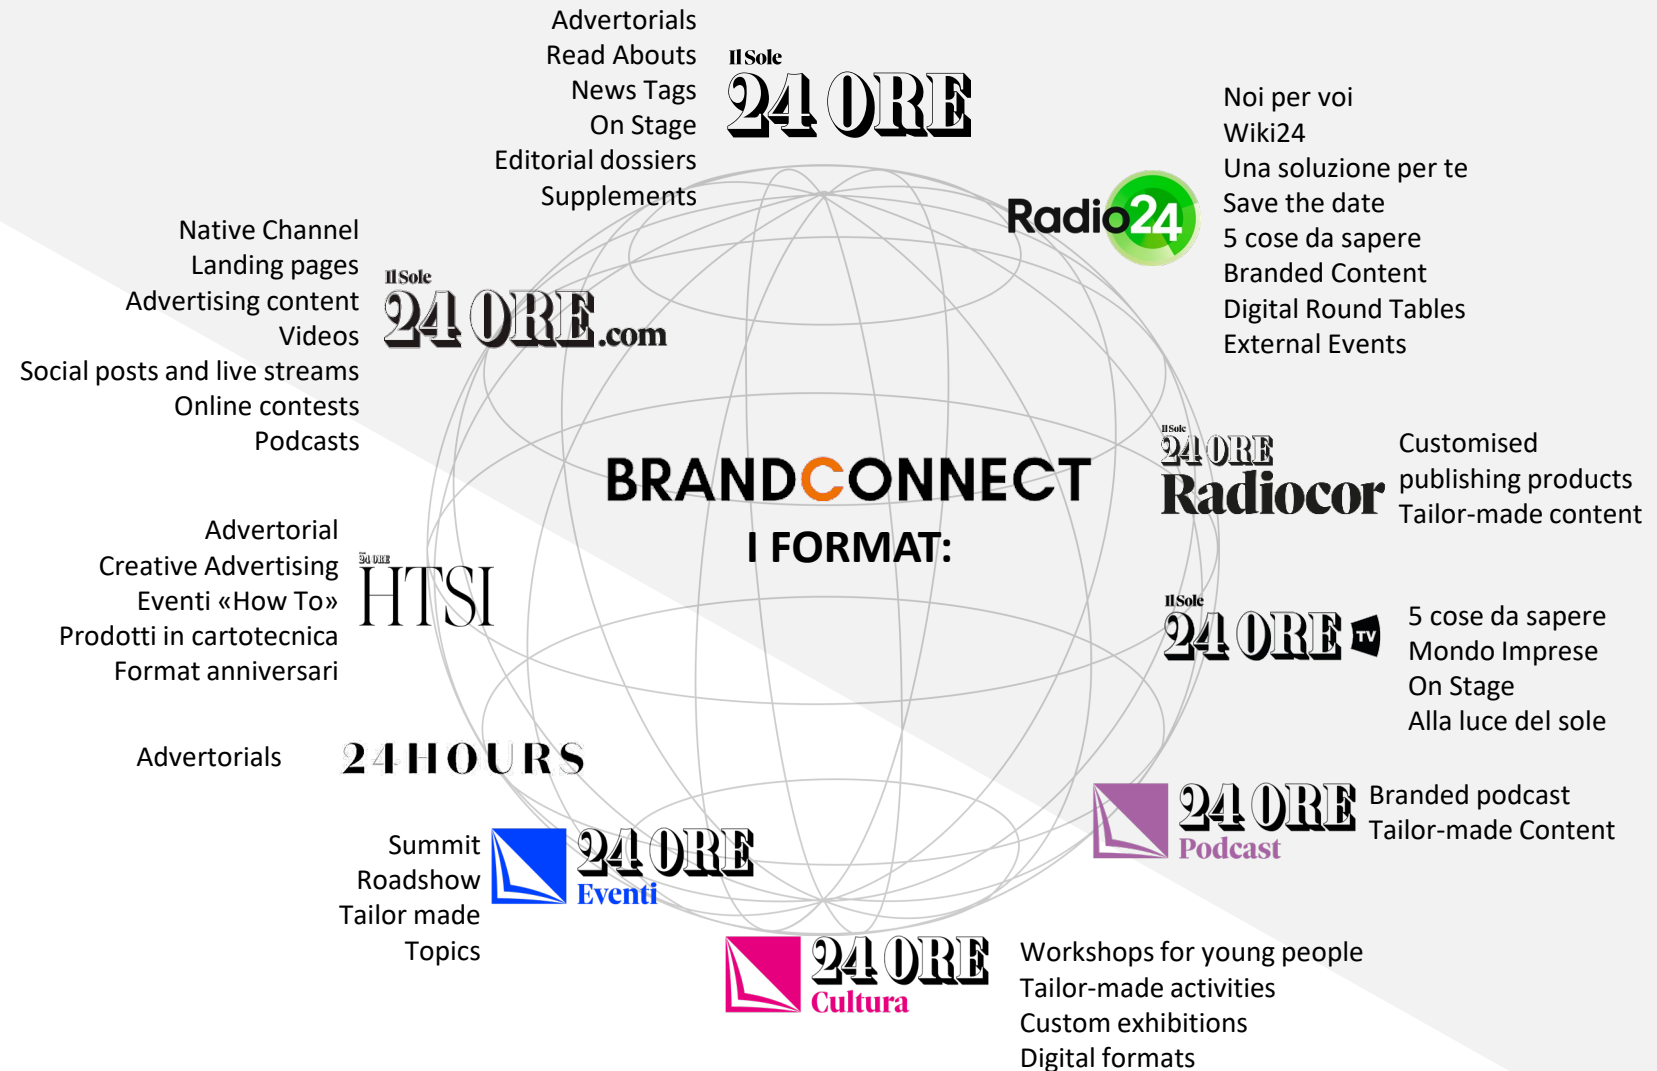 Advertorials
Read Abouts
News Tags
On Stage
Editorial dossiers
Supplements
Il Sole
24 ORE
Radio24
Noi per voi
Wiki24
Una soluzione per te
Save the date
5 cose da sapere
Branded Content
Digital Round Tables
External Events
Native Channel
Landing pages
Advertising content
Videos
Social posts and live streams
Online contests
Podcasts
Il Sole
24 ORE.com
BRANDCONNECT
I FORMAT:
Il Sole
24 ORE
Radiocor
Customised
publishing products
Tailor-made content
Advertorial
Creative Advertising
Eventi «How To»
Prodotti in cartotecnica
Format anniversari
24 ORE
HTSI
Il Sole
24 ORE TV
5 cose da sapere
Mondo Imprese
On Stage
Alla luce del sole
Advertorials
24HOURS
24 ORE
Podcast
Branded podcast
Tailor-made Content
Summit
Roadshow
Tailor made
Topics
24 ORE
Eventi
24 ORE
Cultura
Workshops for young people
Tailor-made activities
Custom exhibitions
Digital formats